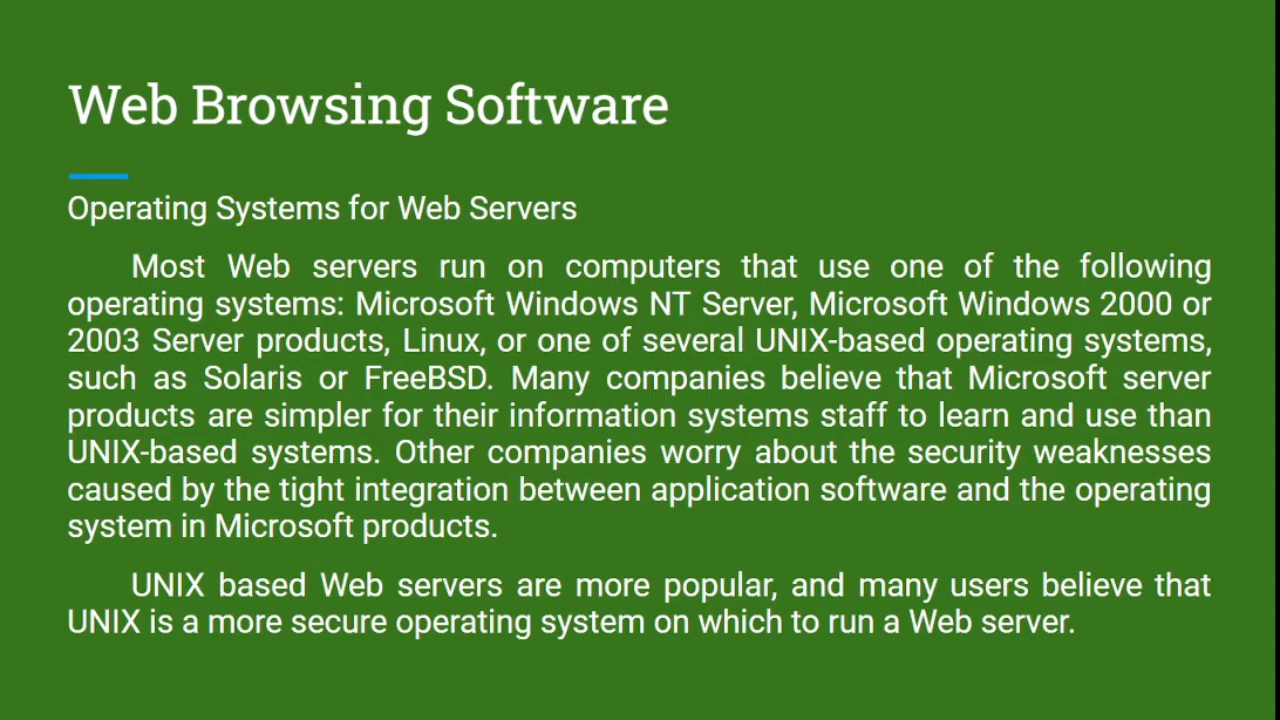 Web Browsing Software
Operating Systems for Web Servers
Most Web servers run on computers that use one of the following
operating systems: Microsoft Windows NT Server, Microsoft Windows 2000 or
2003 Server products, Linux, or one of several UNIX-based operating systems,
such as Solaris or FreeBSD. Many companies believe that Microsoft server
products are simpler for their information systems staff to learn and use than
UNIX-based systems. Other companies worry about the security weaknesses
caused by the tight integration between application software and the operating
system in Microsoft products.
UNIX based Web servers are more popular, and many users believe that
UNIX is a more secure operating system on which to run a Web server.